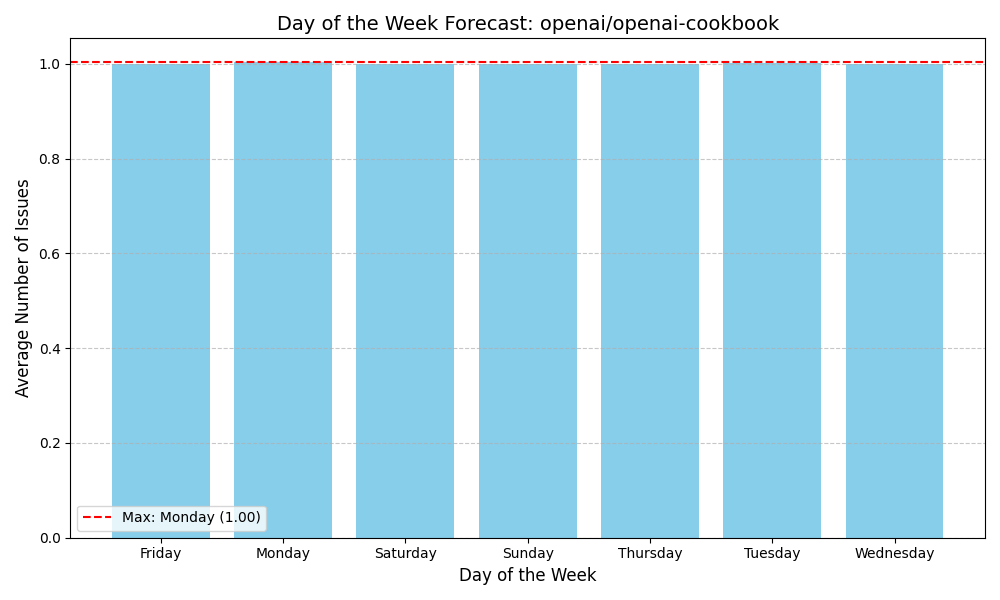 Day of the Week Forecast: openai/openai-cookbook
Average Number of Issues
1.0
0.8
0.6
0.4
0.2
0.0
Max: Monday (1.00)
Friday Monday Saturday Sunday Thursday Tuesday Wednesday
Day of the Week